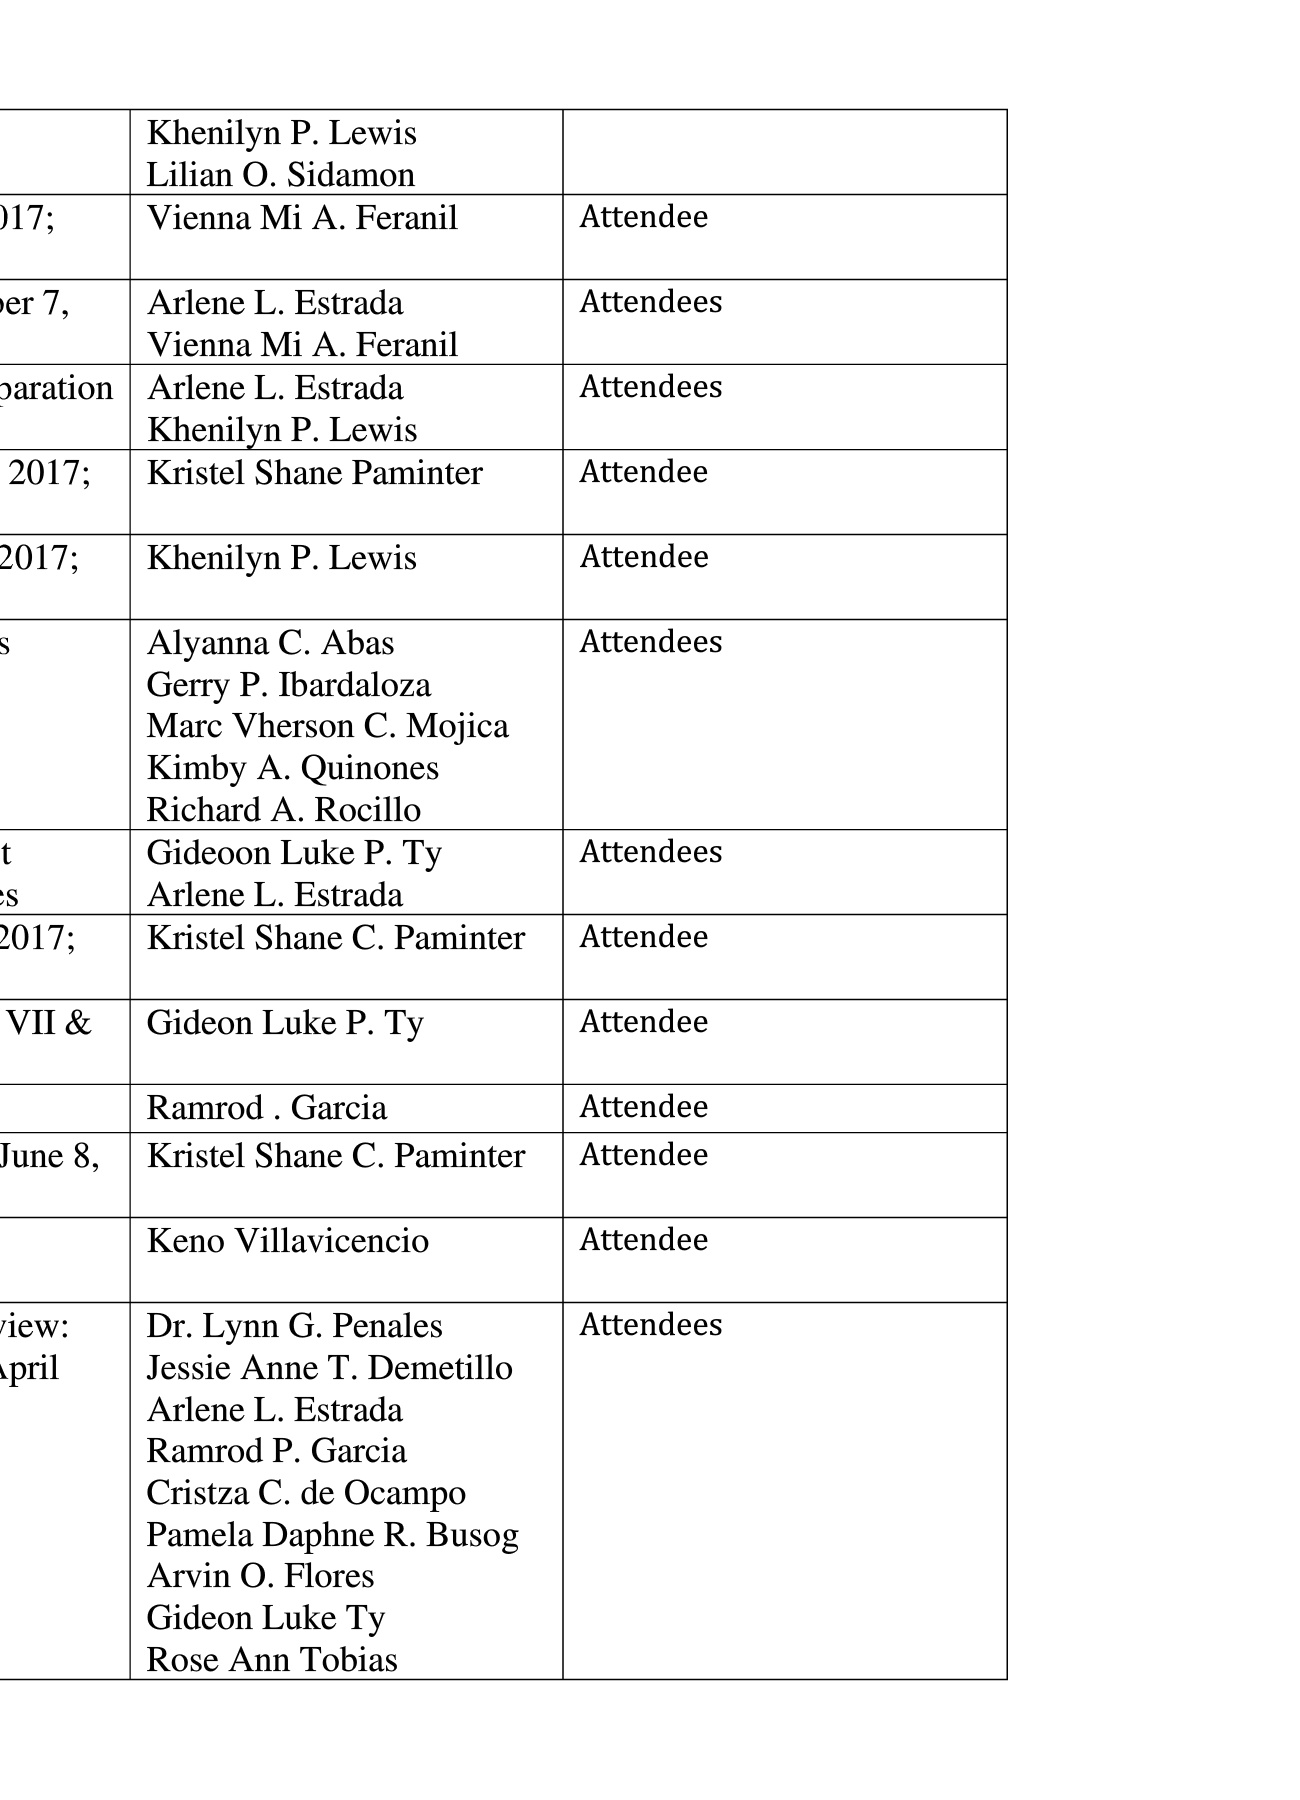 Khenilyn P. Lewis
Lilian O. Sidamon
017; Vienna Mi A. Feranil Attendee
er 7, Arlene L. Estrada Attendees
Vienna Mi A. Feranil
paration Arlene L. Estrada Attendees
Khenilyn P. Lewis
2017; Kristel Shane Paminter Attendee
2017; Khenilyn P. Lewis Attendee
s Alyanna C. Abas Attendees
Gerry P. Ibardaloza
Marc Vherson C. Mojica
Kimby A. Quinones
Richard A. Rocillo
t Gideoon Luke P. Ty Attendees
es Arlene L. Estrada
2017; Kristel Shane C. Paminter Attendee
VII & Gideon Luke P. Ty Attendee
Ramrod . Garcia Attendee
June 8, Kristel Shane C. Paminter Attendee
Keno Villavicencio Attendee
view: Dr. Lynn G. Penales Attendees
April Jessie Anne T. Demetillo
Arlene L. Estrada
Ramrod P. Garcia
Cristza C. de Ocampo
Pamela Daphne R. Busog
Arvin O. Flores
Gideon Luke Ty
Rose Ann Tobias